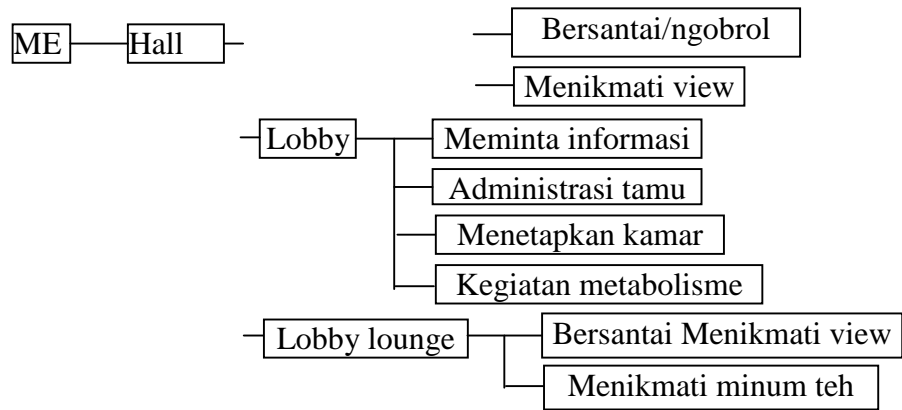 ME
Hall
Bersantai/ngobrol
Menikmati view
Lobby
Meminta informasi
Administrasi tamu
Menetapkan kamar
Kegiatan metabolisme
Lobby lounge
Bersantai Menikmati view
Menikmati minum teh